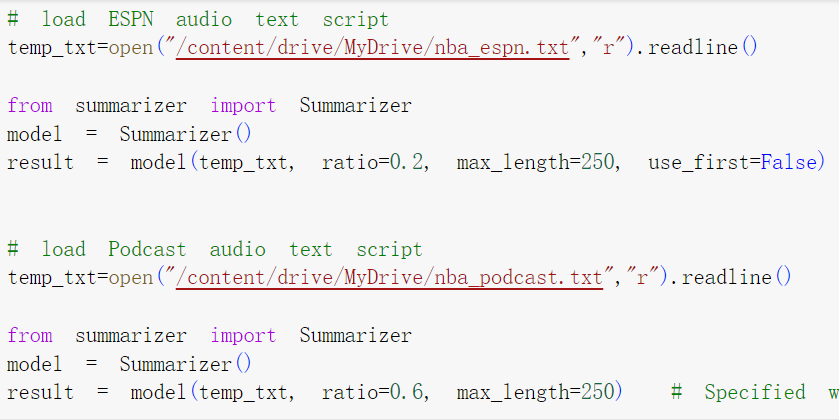 # load ESPN audio text script
temp_txt=open("/content/drive/MyDrive/nba_espn.txt","r").readline()
from summarizer import Summarizer
model = Summarizer()
result = model(temp_txt, ratio=0.2, max_length=250, use_first=False)
# load Podcast audio text script
temp_txt=open("/content/drive/MyDrive/nba_podcast.txt","r").readline()
from summarizer import Summarizer
model = Summarizer()
result = model(temp_txt, ratio=0.6, max_length=250) # Specified